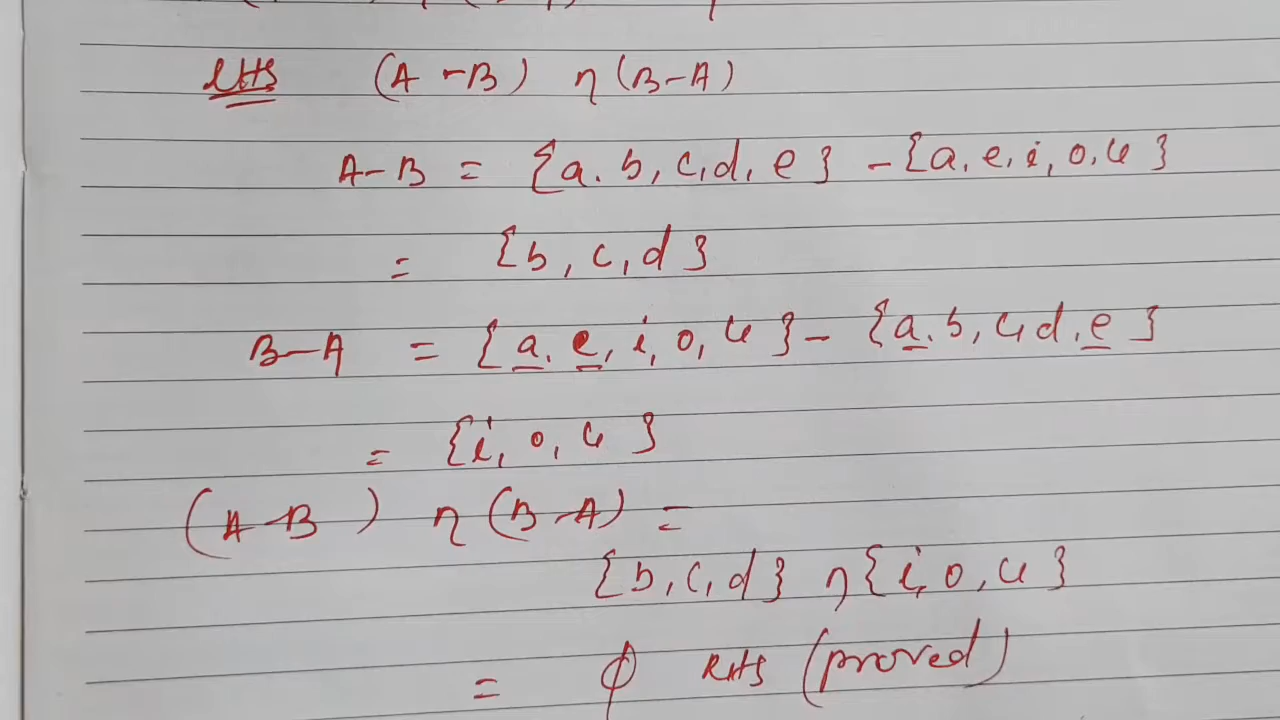 LHS (A-B) ∩ (B-A)
A-B = {a. b, c, d, e} - {a, e, i, o, u}
= {b, c, d}
B-A = {a, e, i, o, u} - {a. b, c, d, e}
= {i, o, u}
(A-B) ∩ (B-A) =
{b, c, d} ∩ {i, o, u}
= ϕ RHS (proved)